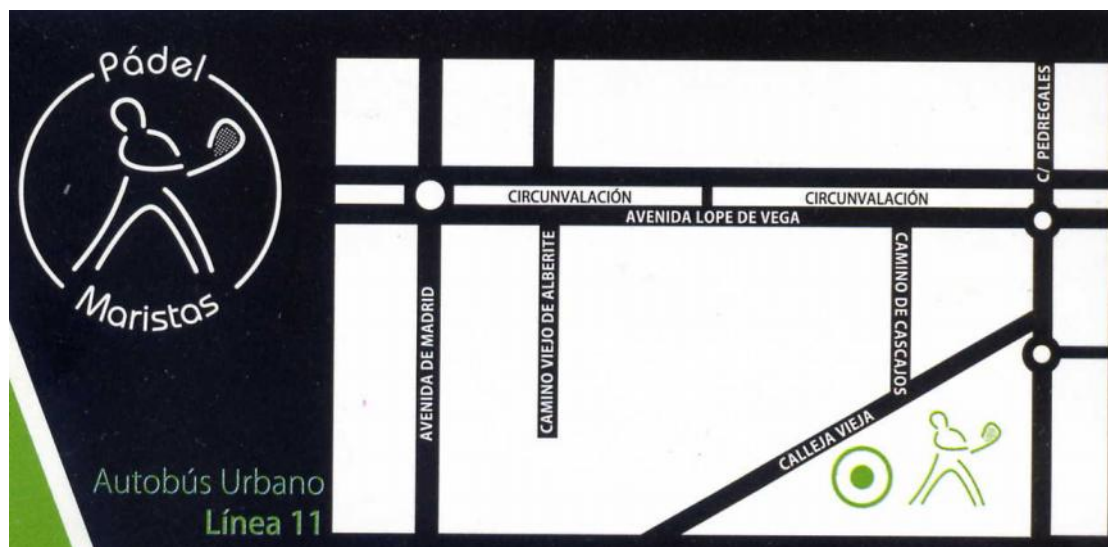 Pádel
Maristas
Autobús Urbano
Línea 11
C/ PEDREGALES
CIRCUNVALACIÓN
CIRCUNVALACIÓN
AVENIDA LOPE DE VEGA
AVENIDA DE MADRID
CAMINO VIEJO DE ALBERITE
CAMINO DE CASCAJOS
CALLEJA VIEJA